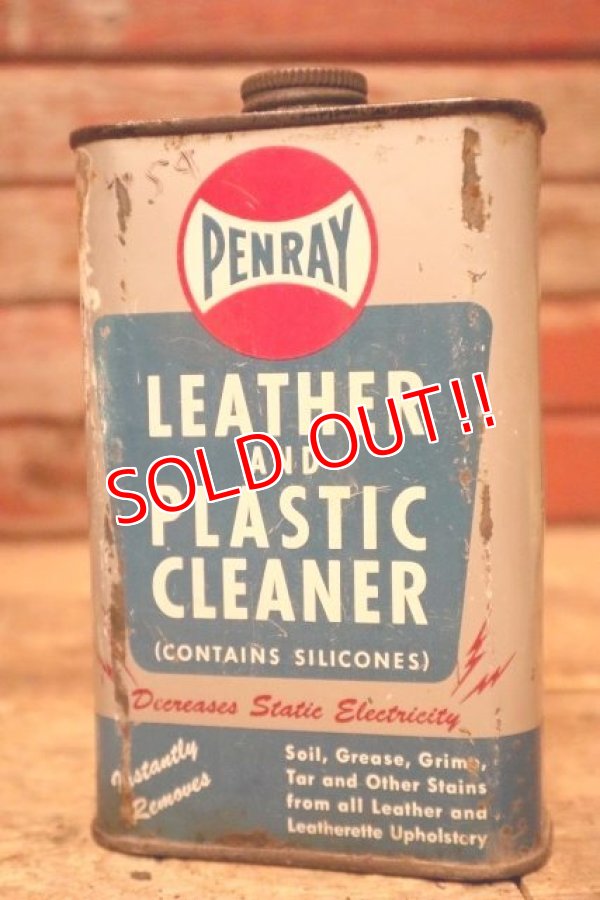 PENRAY
LEATHER
AND
PLASTIC
CLEANER
(CONTAINS SILICONES)
Decreases Static Electricity
Instantly
Removes
Soil, Grease, Grime,
Tar and Other Stains
from all Leather and
Leatherette Upholstery
SOLD OUT!!